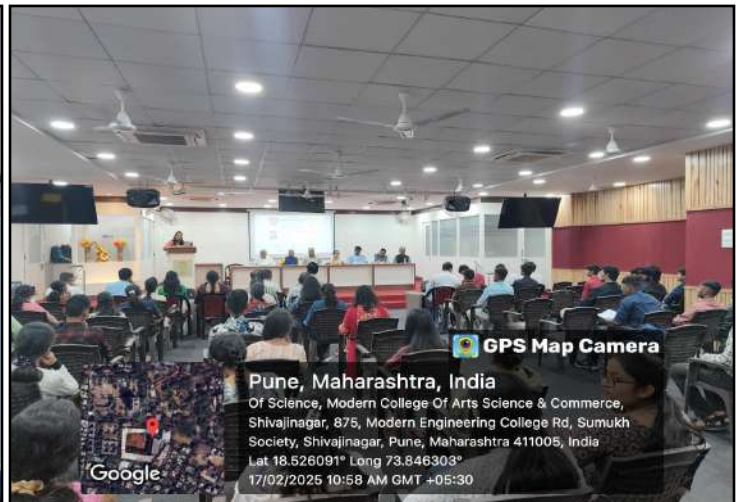 GPS Map Camera
Pune, Maharashtra, India
Of Science, Modern College Of Arts Science & Commerce,
Shivajinagar, 875, Modern Engineering College Rd, Sumukh
Society, Shivajinagar, Pune, Maharashtra 411005, India
Lat 18.526091° Long 73.846303°
17/02/2025 10:58 AM GMT +05:30
Google